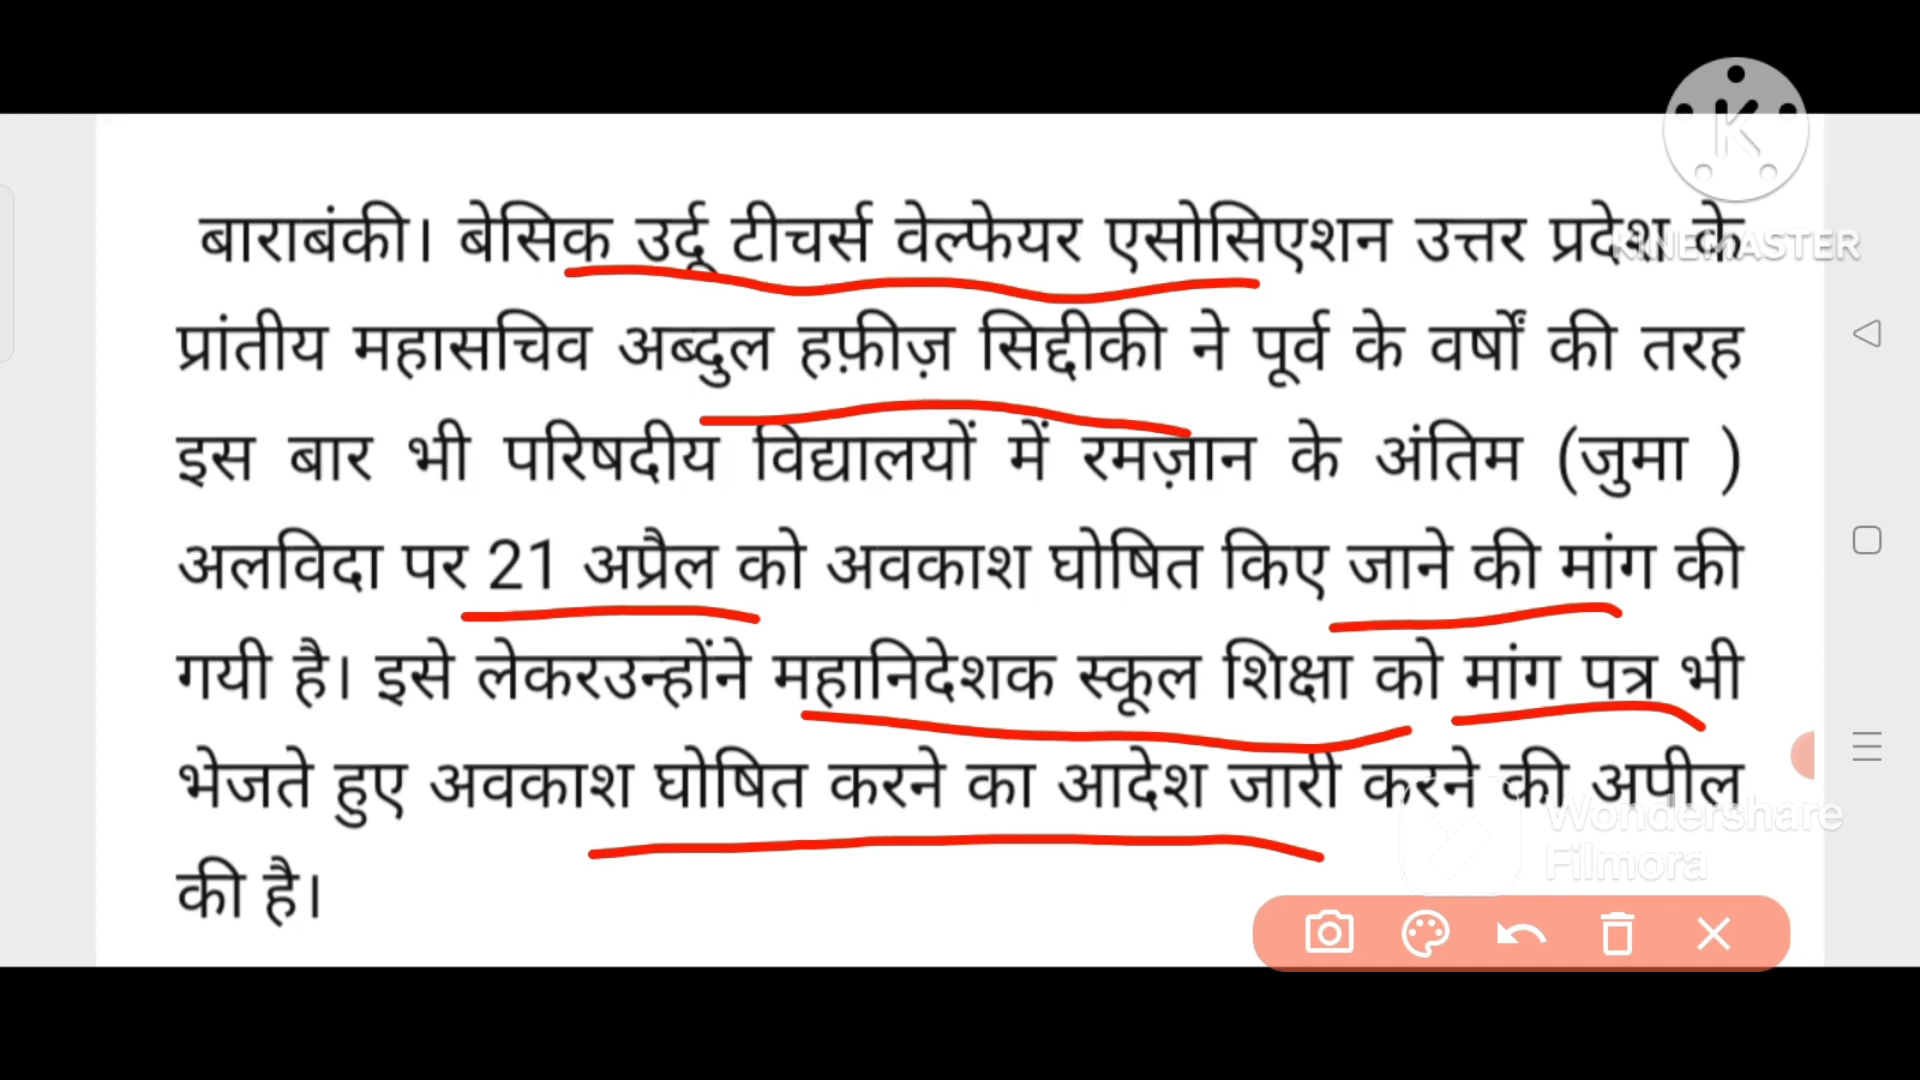 बाराबंकी। बेसिक उर्दू टीचर्स वेल्फेयर एसोसिएशन उत्तर प्रदेश के
प्रांतीय महासचिव अब्दुल हफ़ीज़ सिद्दीकी ने पूर्व के वर्षों की तरह
इस बार भी परिषदीय विद्यालयों में रमज़ान के अंतिम (जुमा )
अलविदा पर 21 अप्रैल को अवकाश घोषित किए जाने की मांग की
गयी है। इसे लेकरउन्होंने महानिदेशक स्कूल शिक्षा को मांग पत्र भी
भेजते हुए अवकाश घोषित करने का आदेश जारी करने की अपील
की है।
K
KINEMASTER
Wondershare
Filmora